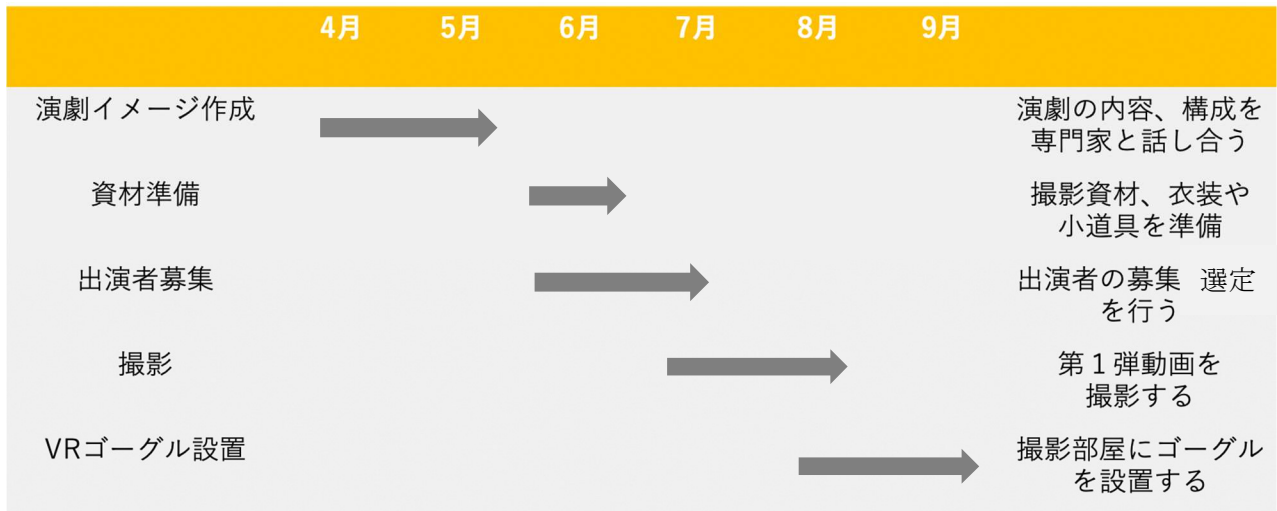 4月 5月 6月 7月 8月 9月
演劇イメージ作成
演劇の内容、構成を
専門家と話し合う
資材準備
撮影資材、衣装や
小道具を準備
出演者募集
出演者の募集 選定
を行う
撮影
第１弾動画を
撮影する
VRゴーグル設置
撮影部屋にゴーグル
を設置する